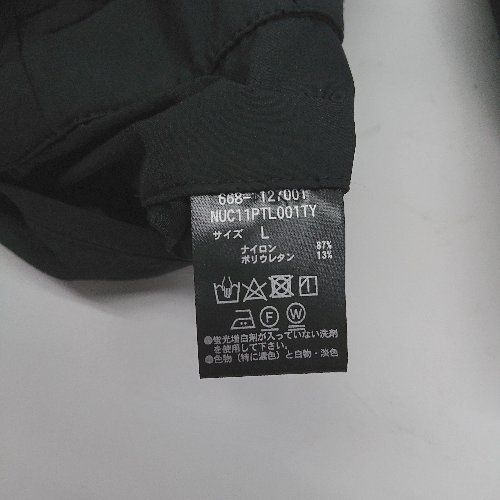 668- 127001
NUC11PTL001TY
サイズ L
ナイロン 87%
ポリウレタン 13%
F W
●蛍光増白剤が入っていない洗剤
を使用して下さい。
●色物（特に濃色）と白物・淡色